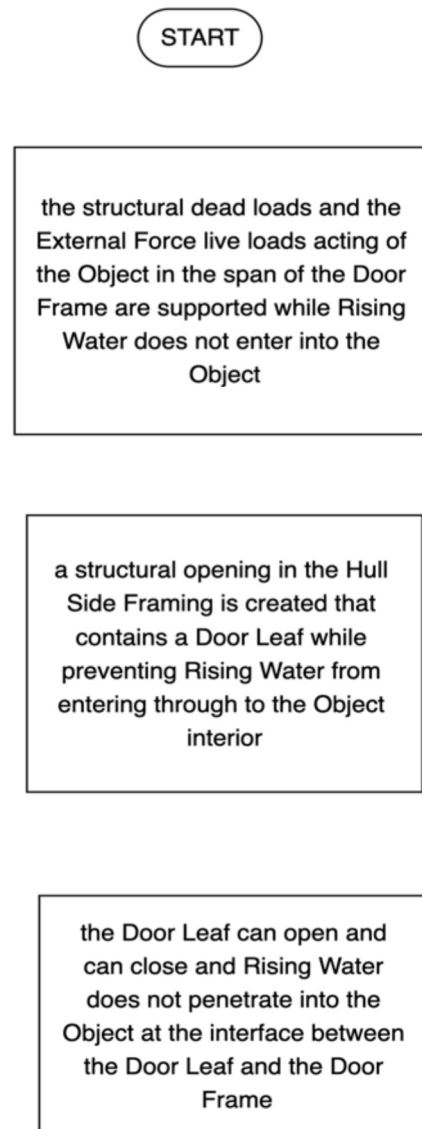 START
the structural dead loads and the
External Force live loads acting of
the Object in the span of the Door
Frame are supported while Rising
Water does not enter into the
Object
a structural opening in the Hull
Side Framing is created that
contains a Door Leaf while
preventing Rising Water from
entering through to the Object
interior
the Door Leaf can open and
can close and Rising Water
does not penetrate into the
Object at the interface between
the Door Leaf and the Door
Frame